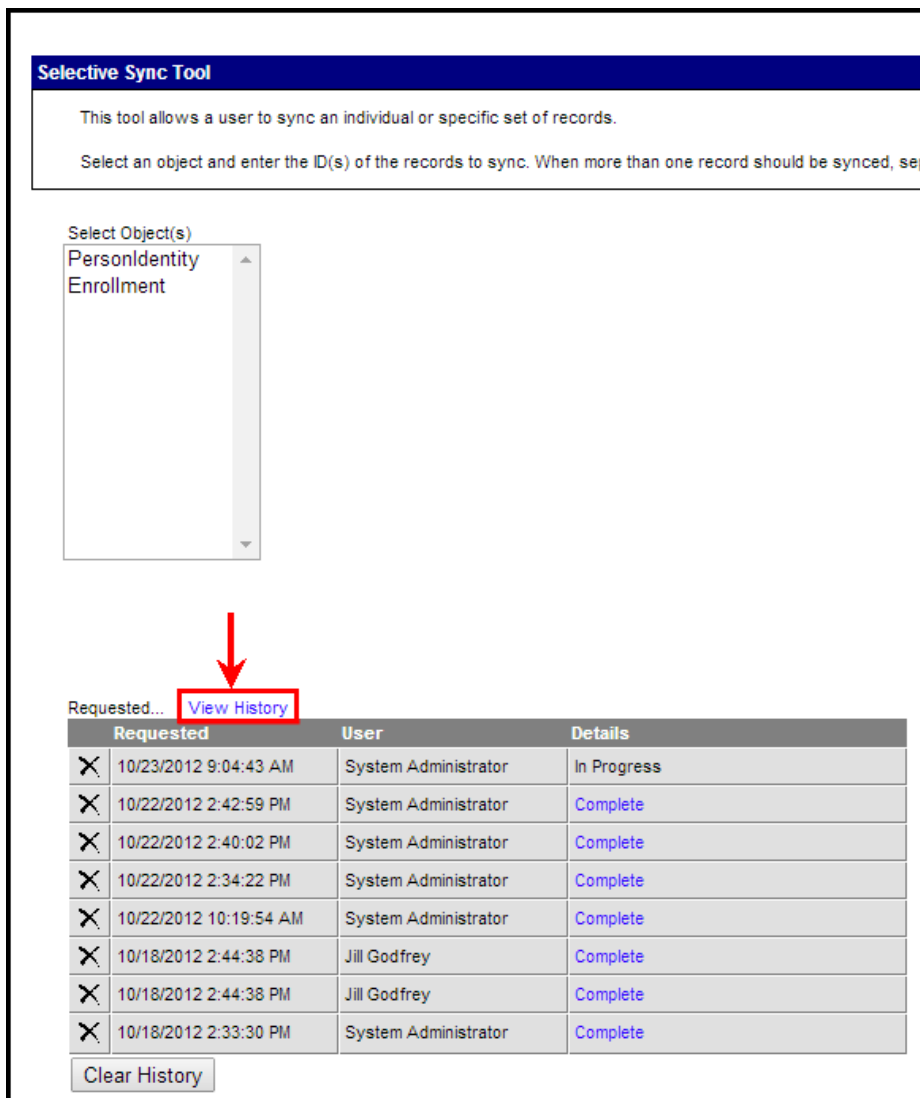 Selective Sync Tool
This tool allows a user to sync an individual or specific set of records.
Select an object and enter the ID(s) of the records to sync. When more than one record should be synced,
Select Object(s)
PersonIdentity
Enrollment
Requested... View History
Requested User Details
10/23/2012 9:04:43 AM System Administrator In Progress
10/22/2012 2:42:59 PM System Administrator Complete
10/22/2012 2:40:02 PM System Administrator Complete
10/22/2012 2:34:22 PM System Administrator Complete
10/22/2012 10:19:54 AM System Administrator Complete
10/18/2012 2:44:38 PM Jill Godfrey Complete
10/18/2012 2:44:38 PM Jill Godfrey Complete
10/18/2012 2:33:30 PM System Administrator Complete
Clear History